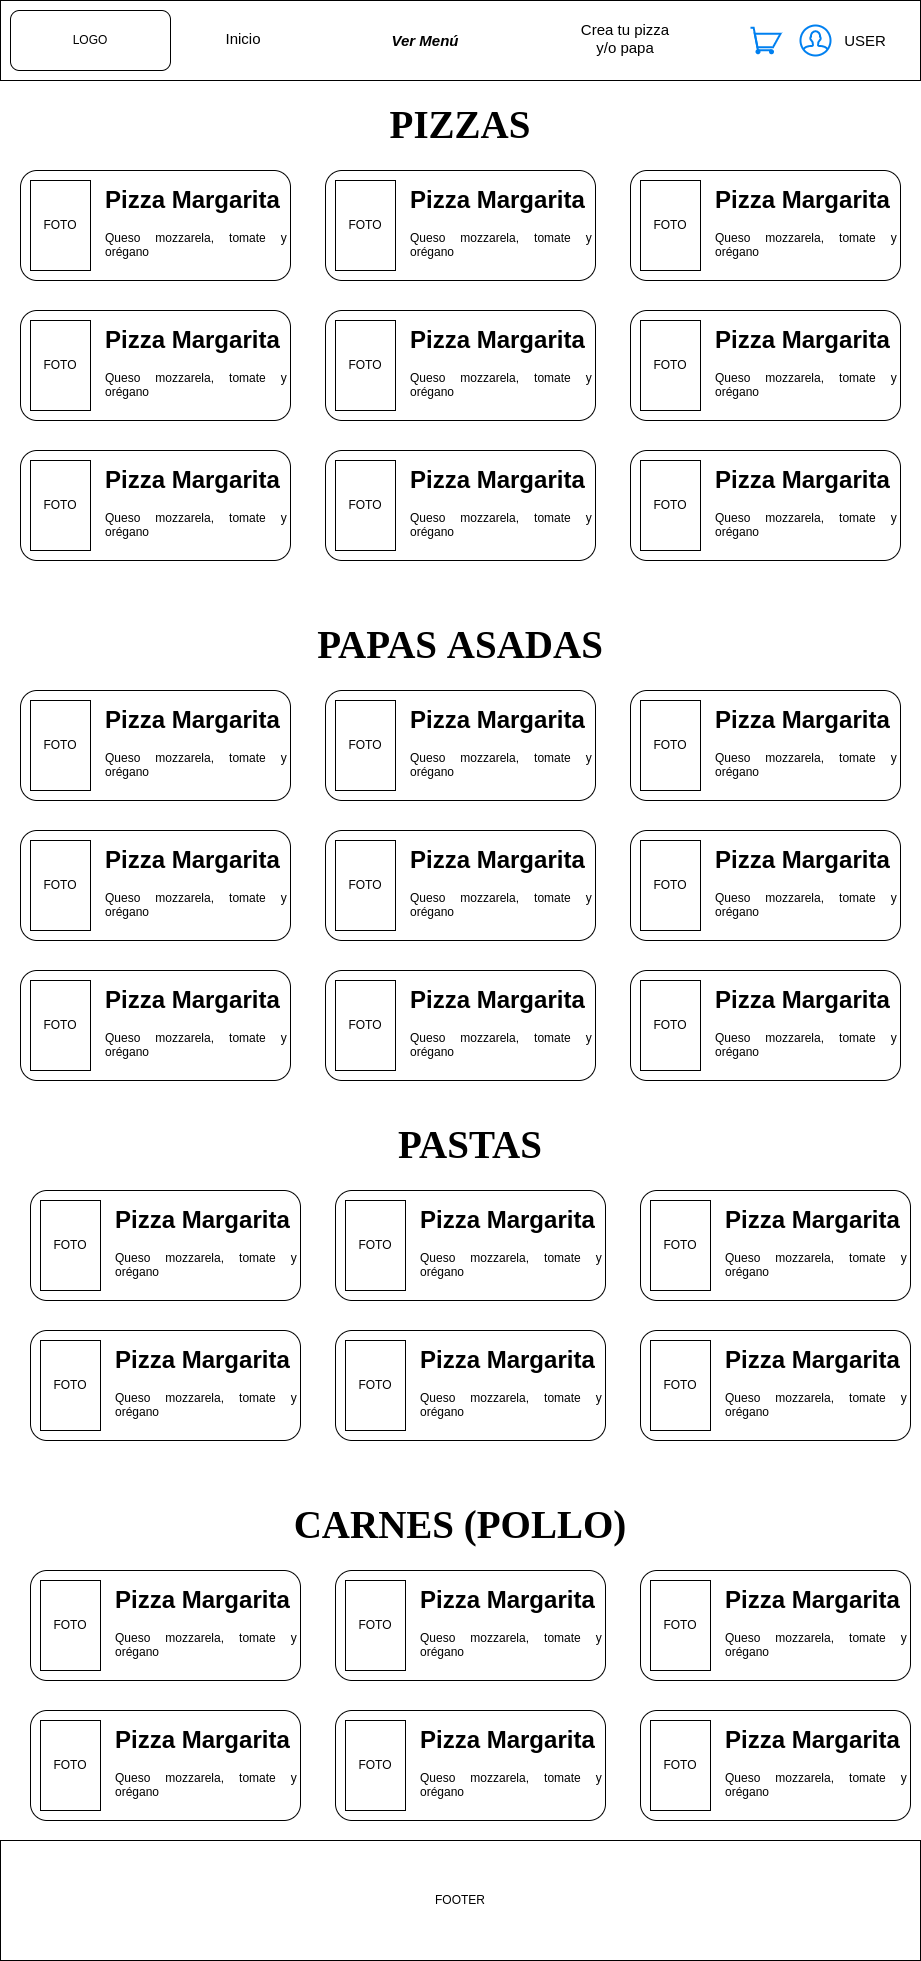 LOGO
Inicio
Ver Menú
Crea tu pizza
y/o papa
USER
PIZZAS
FOTO
Pizza Margarita
Queso mozzarela, tomate y
orégano
FOTO
Pizza Margarita
Queso mozzarela, tomate y
orégano
FOTO
Pizza Margarita
Queso mozzarela, tomate y
orégano
FOTO
Pizza Margarita
Queso mozzarela, tomate y
orégano
FOTO
Pizza Margarita
Queso mozzarela, tomate y
orégano
FOTO
Pizza Margarita
Queso mozzarela, tomate y
orégano
FOTO
Pizza Margarita
Queso mozzarela, tomate y
orégano
FOTO
Pizza Margarita
Queso mozzarela, tomate y
orégano
FOTO
Pizza Margarita
Queso mozzarela, tomate y
orégano
PAPAS ASADAS
FOTO
Pizza Margarita
Queso mozzarela, tomate y
orégano
FOTO
Pizza Margarita
Queso mozzarela, tomate y
orégano
FOTO
Pizza Margarita
Queso mozzarela, tomate y
orégano
FOTO
Pizza Margarita
Queso mozzarela, tomate y
orégano
FOTO
Pizza Margarita
Queso mozzarela, tomate y
orégano
FOTO
Pizza Margarita
Queso mozzarela, tomate y
orégano
FOTO
Pizza Margarita
Queso mozzarela, tomate y
orégano
FOTO
Pizza Margarita
Queso mozzarela, tomate y
orégano
FOTO
Pizza Margarita
Queso mozzarela, tomate y
orégano
PASTAS
FOTO
Pizza Margarita
Queso mozzarela, tomate y
orégano
FOTO
Pizza Margarita
Queso mozzarela, tomate y
orégano
FOTO
Pizza Margarita
Queso mozzarela, tomate y
orégano
FOTO
Pizza Margarita
Queso mozzarela, tomate y
orégano
FOTO
Pizza Margarita
Queso mozzarela, tomate y
orégano
FOTO
Pizza Margarita
Queso mozzarela, tomate y
orégano
CARNES (POLLO)
FOTO
Pizza Margarita
Queso mozzarela, tomate y
orégano
FOTO
Pizza Margarita
Queso mozzarela, tomate y
orégano
FOTO
Pizza Margarita
Queso mozzarela, tomate y
orégano
FOTO
Pizza Margarita
Queso mozzarela, tomate y
orégano
FOTO
Pizza Margarita
Queso mozzarela, tomate y
orégano
FOTO
Pizza Margarita
Queso mozzarela, tomate y
orégano
FOOTER